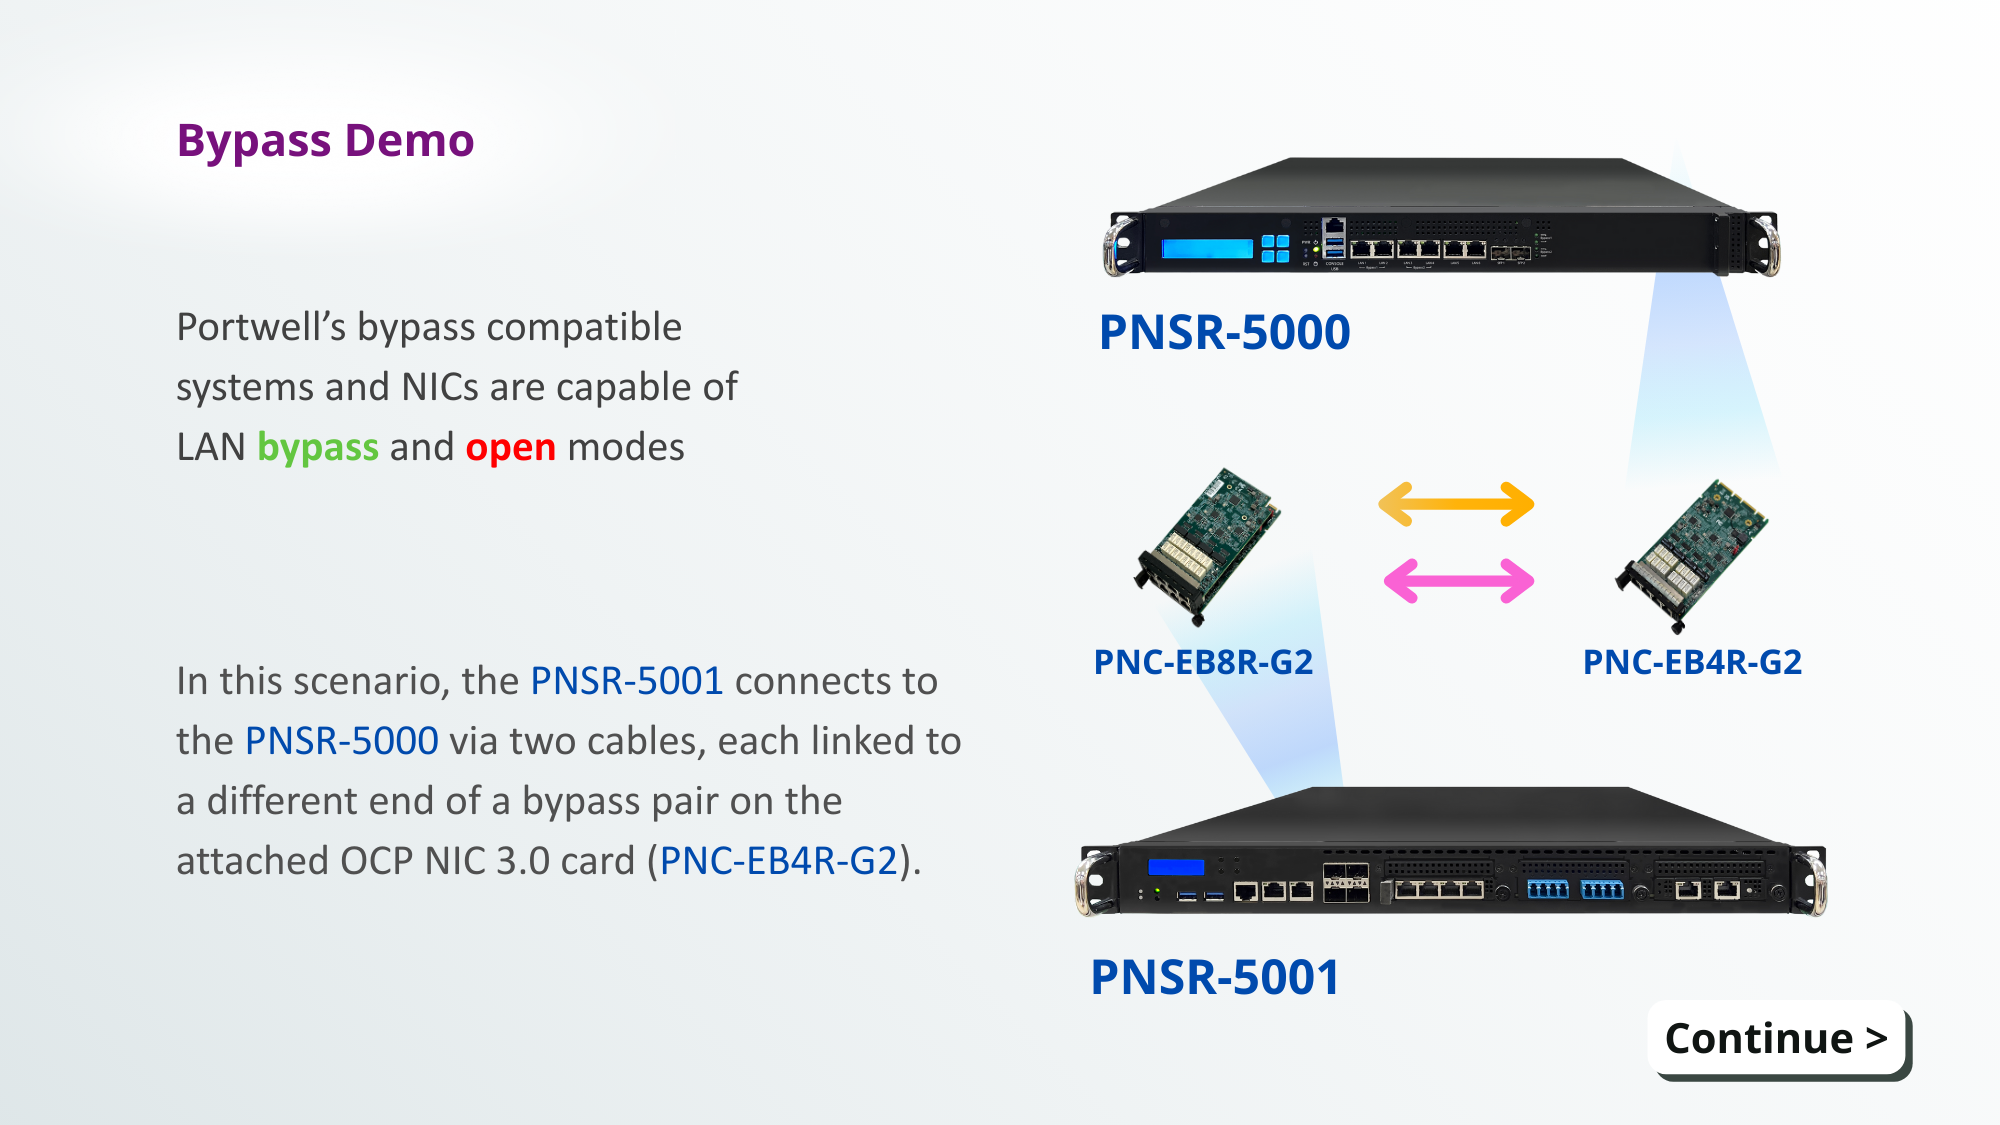 Bypass Demo
Portwell’s bypass compatible
systems and NICs are capable of
LAN bypass and open modes
In this scenario, the PNSR-5001 connects to
the PNSR-5000 via two cables, each linked to
a different end of a bypass pair on the
attached OCP NIC 3.0 card (PNC-EB4R-G2).
PNSR-5000
PNC-EB8R-G2
PNC-EB4R-G2
PNSR-5001
Continue >